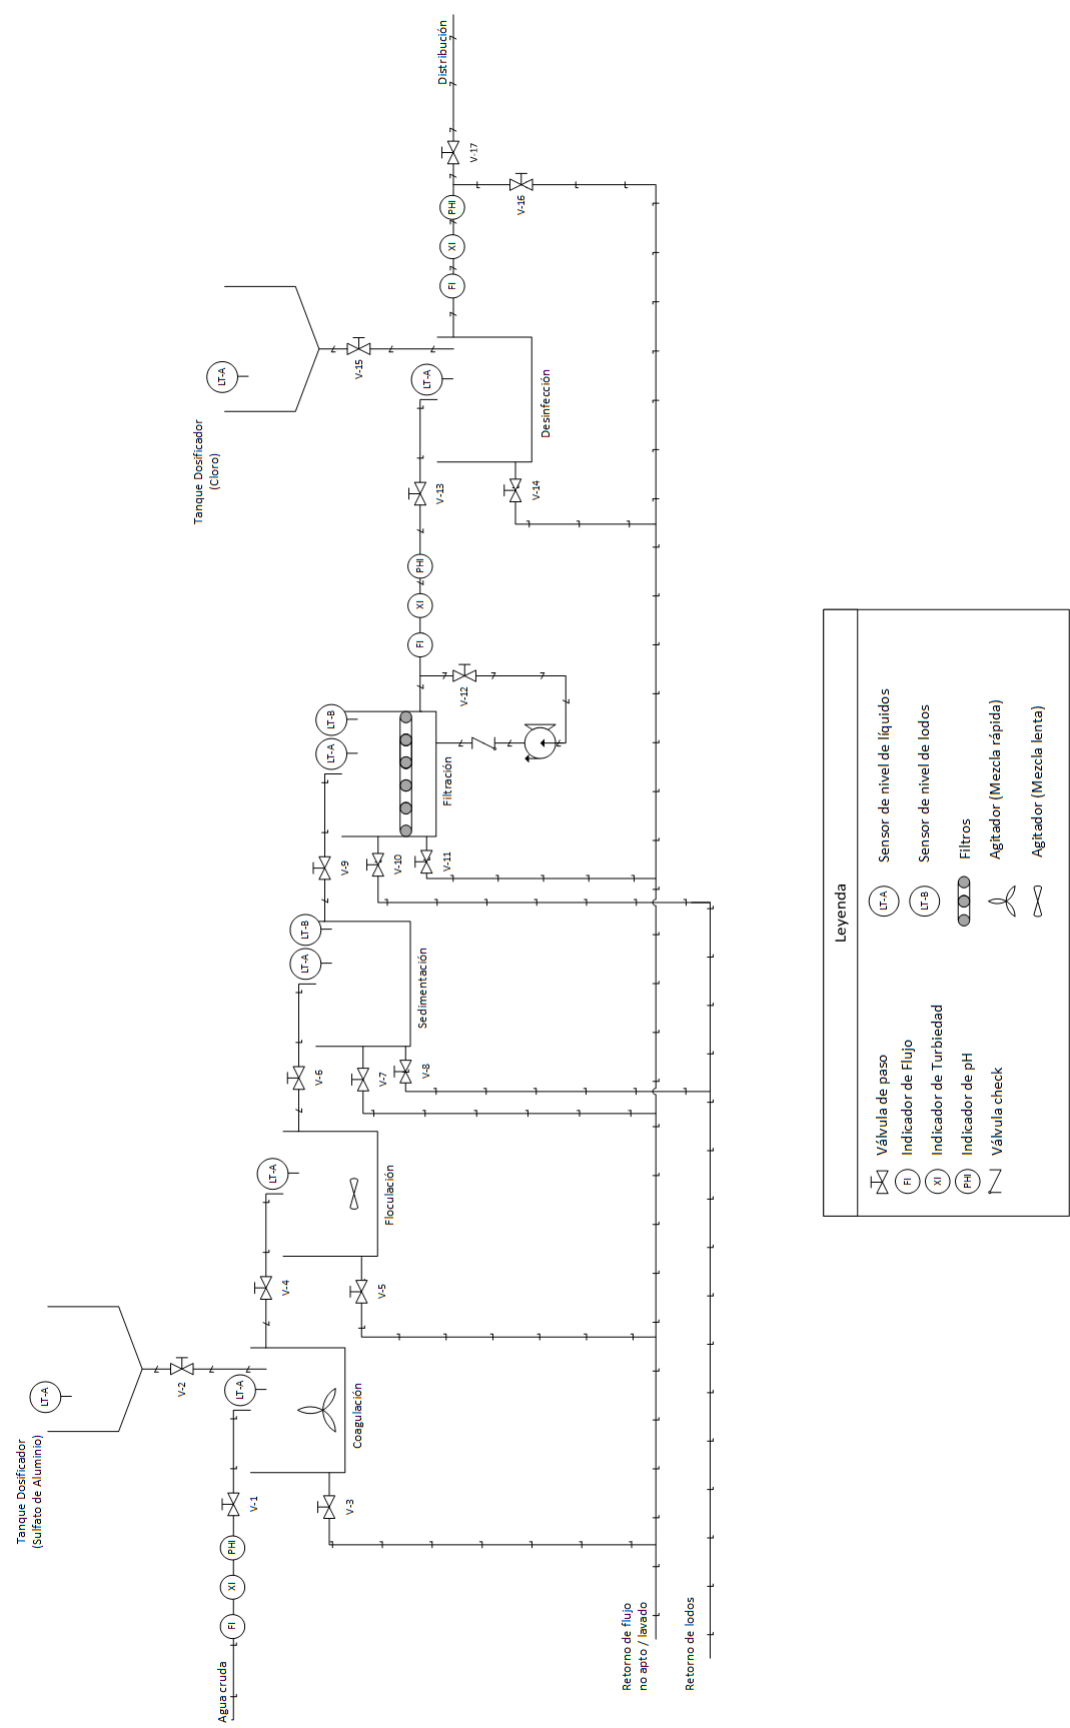 Tanque Dosificador
(Sulfato de Aluminio)
LT-A
V-2
Agua cruda
FI
XI
PHI
V-1
LT-A
Coagulación
V-3
V-4
LT-A
Floculación
V-5
V-6
LT-A
LT-B
Sedimentación
V-7
V-8
V-9
LT-A
LT-B
Filtración
V-10
V-11
V-12
FI
XI
PHI
V-13
Tanque Dosificador
(Cloro)
LT-A
V-15
LT-A
Desinfección
V-14
FI
XI
PHI
V-16
V-17
Distribución
Retorno de flujo
no apto / lavado
Retorno de lodos
Leyenda
Válvula de paso
FI Indicador de Flujo
XI Indicador de Turbiedad
PHI Indicador de pH
Válvula check
LT-A Sensor de nivel de líquidos
LT-B Sensor de nivel de lodos
Filtros
Agitador (Mezcla rápida)
Agitador (Mezcla lenta)